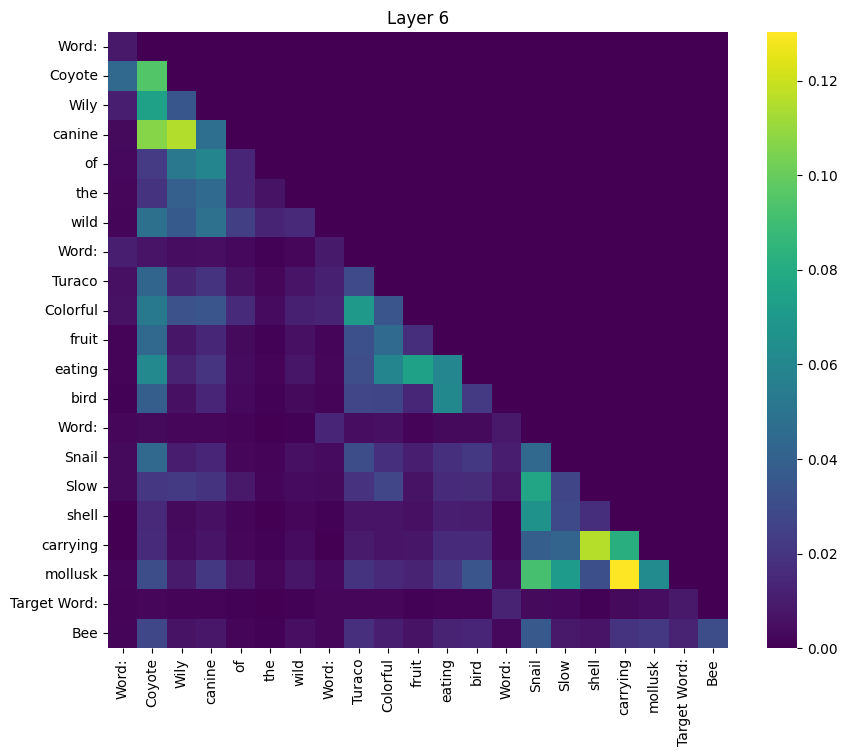 Layer 6
Word:
Coyote
Wily
canine
of
the
wild
Word:
Turaco
Colorful
fruit
eating
bird
Word:
Snail
Slow
shell
carrying
mollusk
Target Word:
Bee
0.12
0.10
0.08
0.06
0.04
0.02
0.00
Word:
Coyote
Wily
canine
of
the
wild
Word:
Turaco
Colorful
fruit
eating
bird
Word:
Snail
Slow
shell
carrying
mollusk
Target Word:
Bee